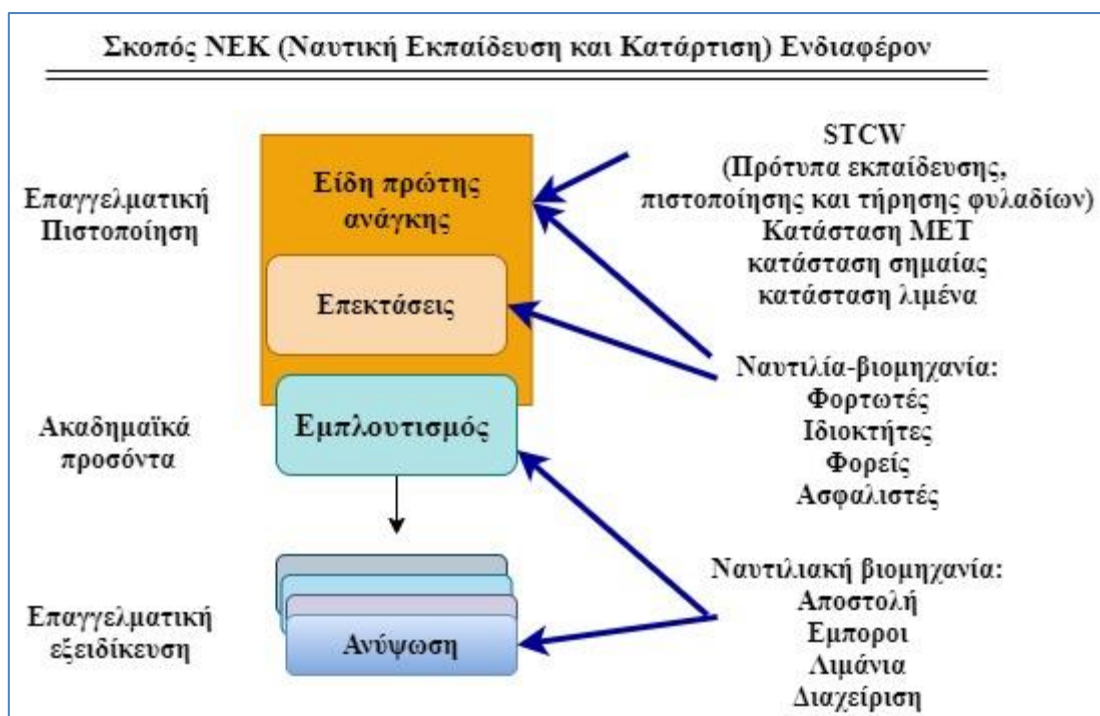 Σκοπός ΝΕΚ (Ναυτική Εκπαίδευση και Κατάρτιση) Ενδιαφέρον
Επαγγελματική
Πιστοποίηση
Είδη πρώτης
ανάγκης
Επεκτάσεις
STCW
(Πρότυπα εκπαίδευσης,
πιστοποίησης και τήρησης φυλαδίων)
Κατάσταση MET
κατάσταση σημαίας
κατάσταση λιμένα
Ακαδημαϊκά
προσόντα
Εμπλουτισμός
Ναυτιλία-βιομηχανία:
Φορτωτές
Ιδιοκτήτες
Φορείς
Ασφαλιστές
Επαγγελματική
εξειδίκευση
Ανύψωση
Ναυτιλιακή βιομηχανία:
Αποστολή
Εμποροι
Λιμάνια
Διαχείριση